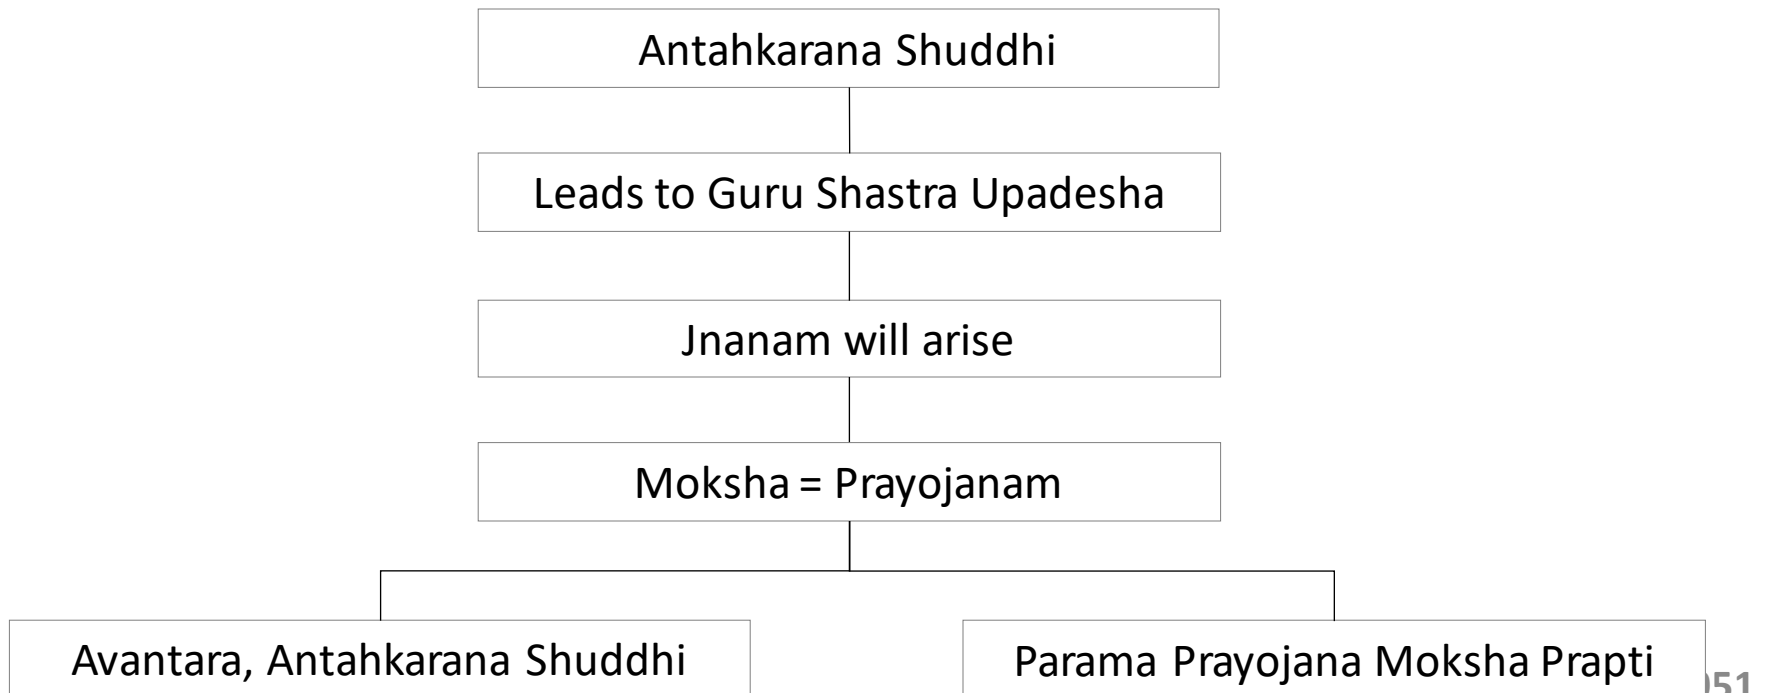 Antahkarana Shuddhi
Leads to Guru Shastra Upadesha
Jnanam will arise
Moksha = Prayojanam
Avantara, Antahkarana Shuddhi
Parama Prayojana Moksha Prapti